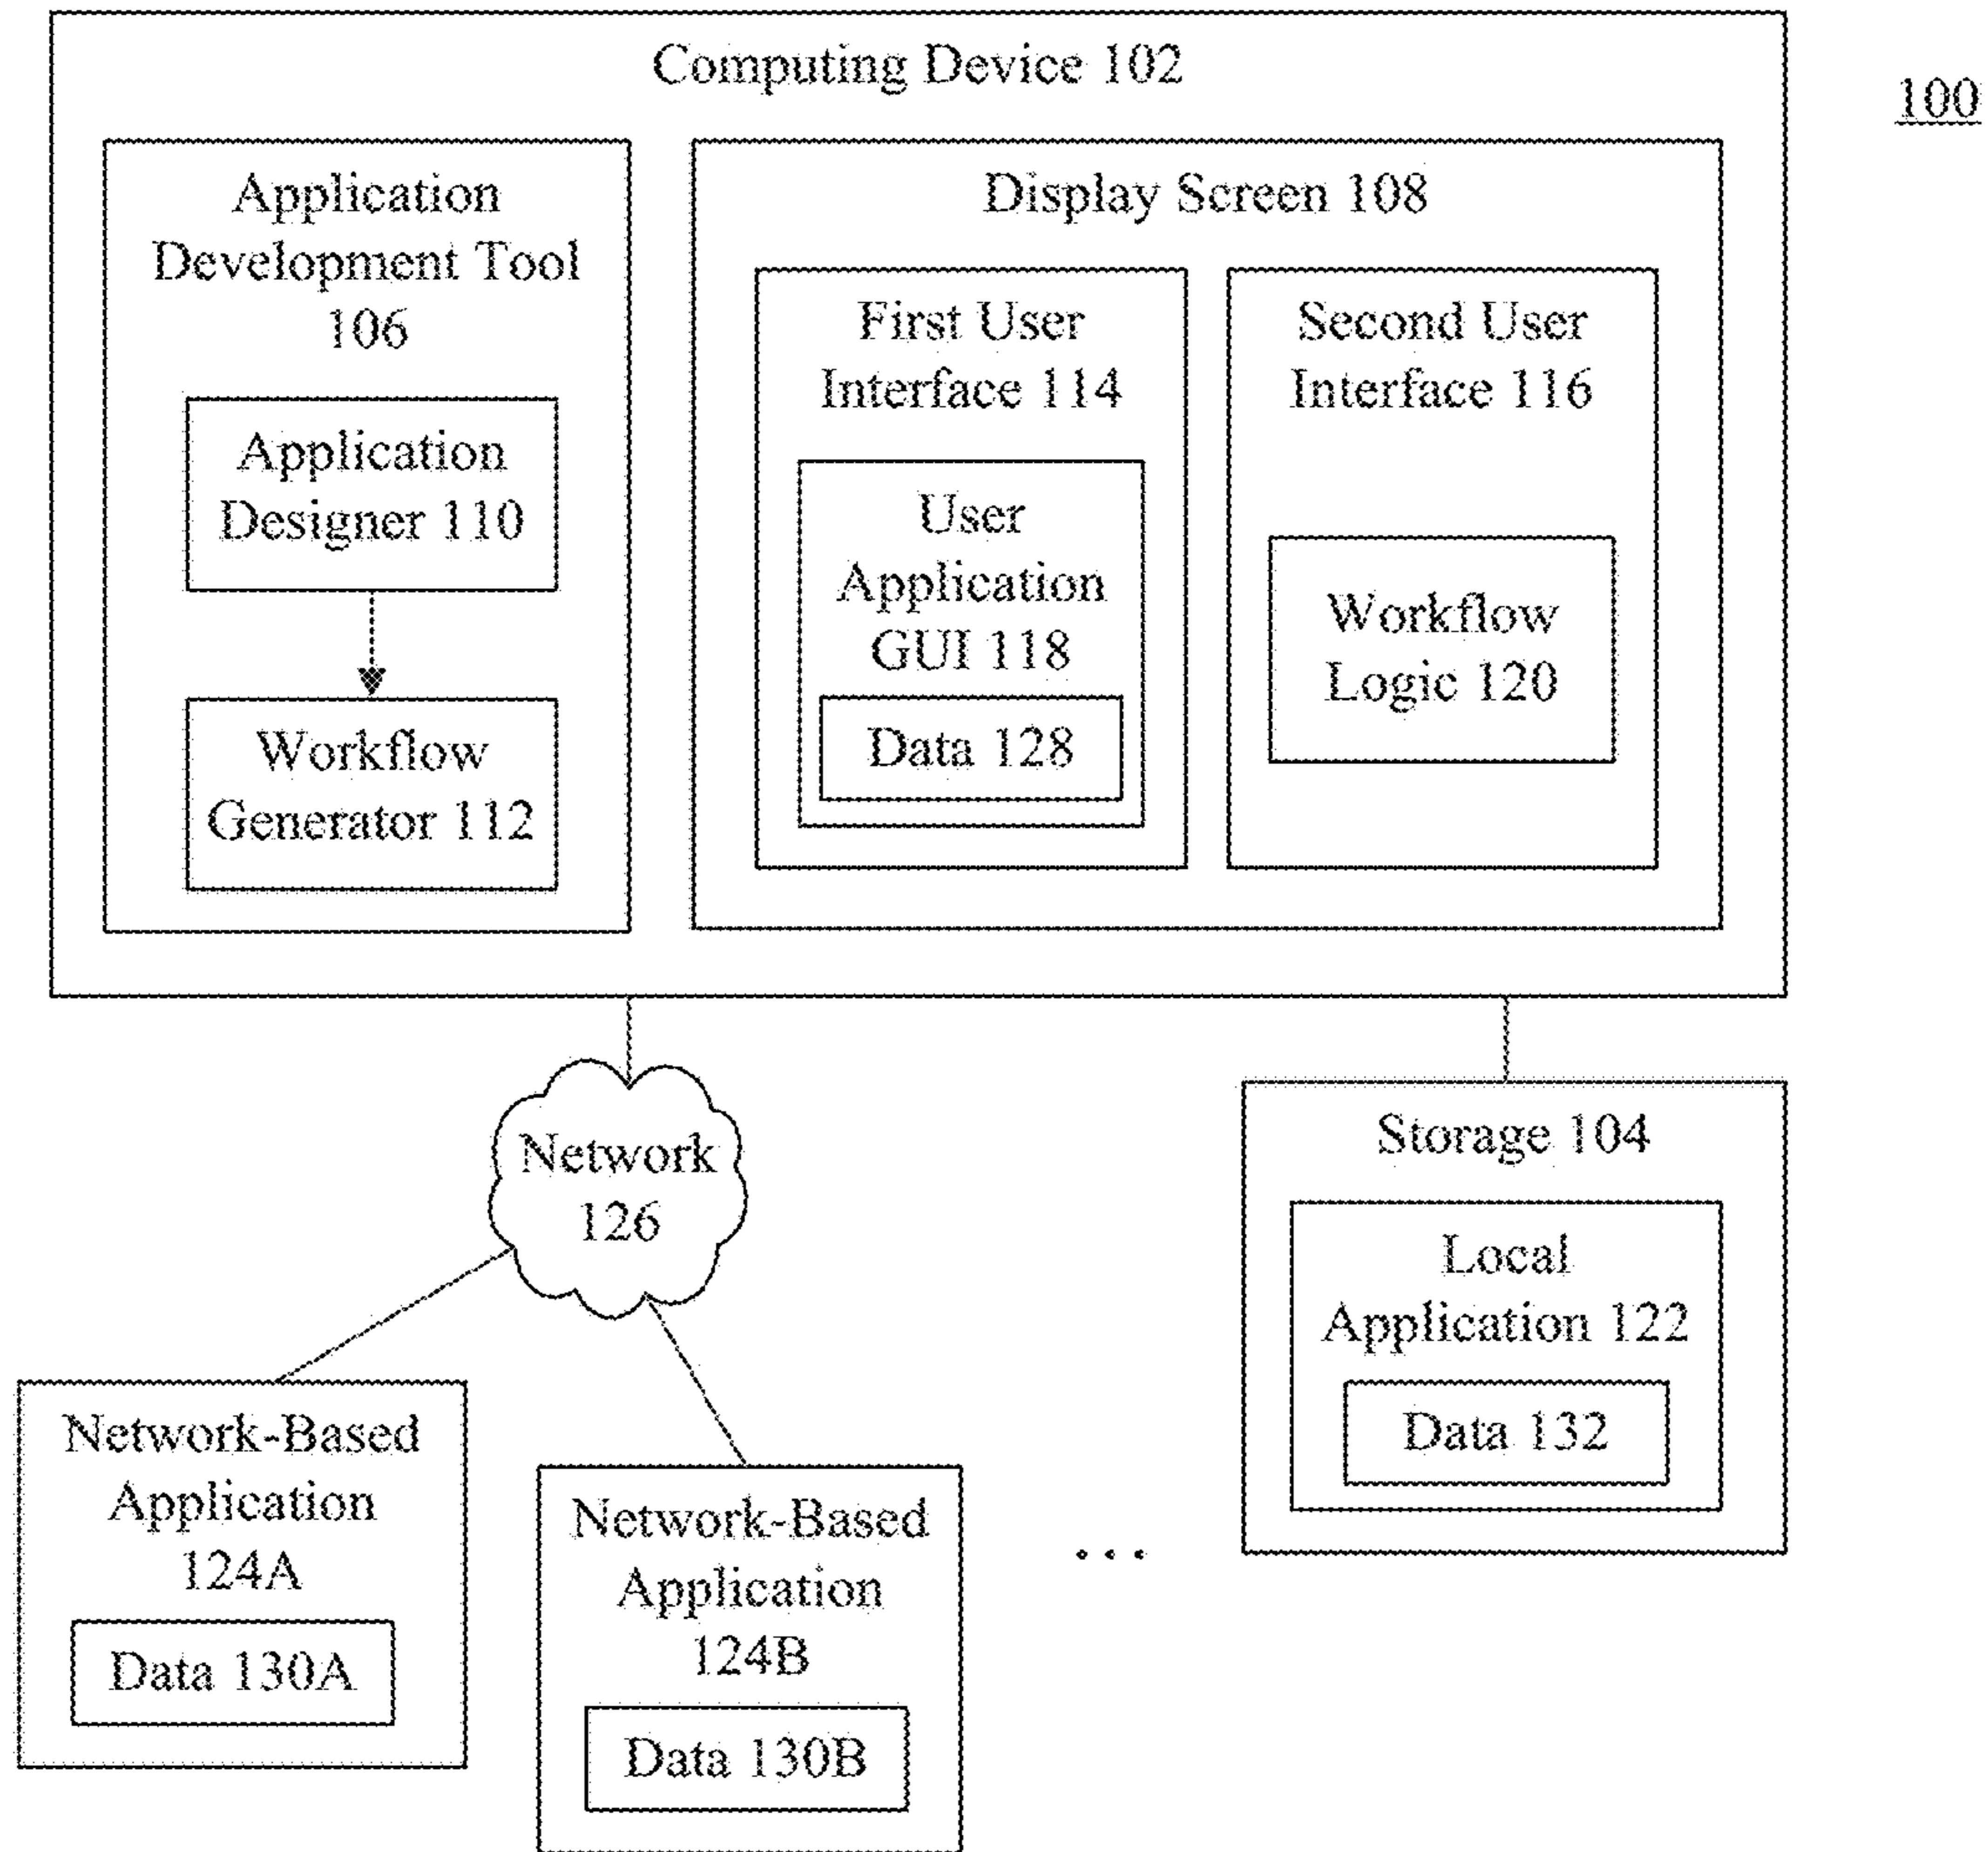 Computing Device 102
100
Application
Development Tool
106
Application
Designer 110
Workflow
Generator 112
Display Screen 108
First User
Interface 114
User
Application
GUI 118
Data 128
Second User
Interface 116
Workflow
Logic 120
Network
126
Storage 104
Local
Application 122
Data 132
Network-Based
Application
124A
Data 130A
Network-Based
Application
124B
Data 130B
...